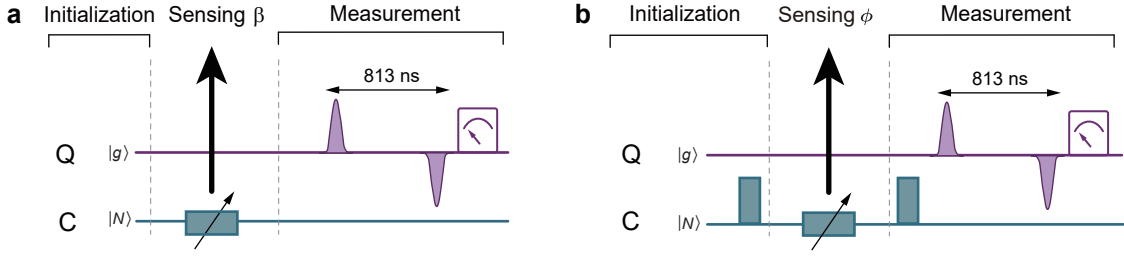 a Initialization Sensing β Measurement
813 ns
Q |g⟩
C |N⟩
b Initialization Sensing ϕ Measurement
813 ns
Q |g⟩
C |N⟩